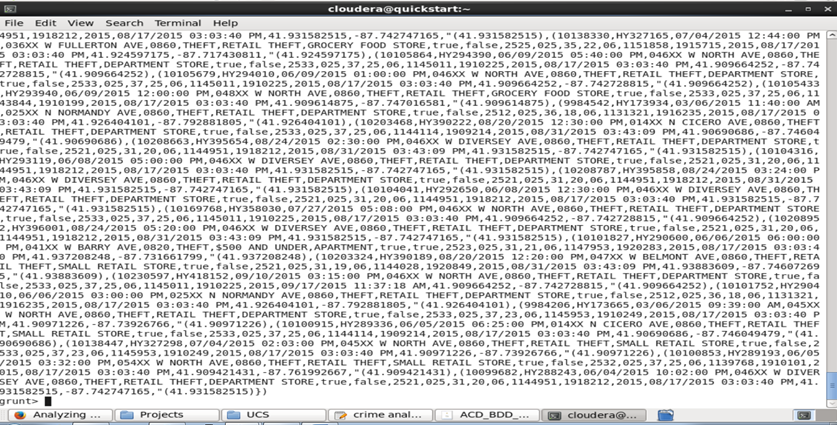 cloudera@quickstart:~
File Edit View Search Terminal Help
4951,1918212,2015,08/17/2015 03:03:40 PM,41.931582515,-87.742747165,"(41.931582515),(10138330,HY327165,07/04/2015 12:44:00 PM
,036XX W FULLERTON AVE,0860,THEFT,RETAIL THEFT,GROCERY FOOD STORE,true,false,2525,025,35,22,06,1151858,1915715,2015,08/17/201
5 03:03:40 PM,41.924597175,-87.717430811,"(41.924597175),(10105864,HY294390,06/09/2015 05:40:00 PM,046XX W NORTH AVE,0860,THE
FT,RETAIL THEFT,DEPARTMENT STORE,true,false,2533,025,37,25,06,1145011,1910225,2015,08/17/2015 03:03:40 PM,41.909664252,-87.74
2728815,"(41.909664252),(10105679,HY294010,06/09/2015 01:00:00 PM,046XX W NORTH AVE,0860,THEFT,RETAIL THEFT,DEPARTMENT STORE,
true,false,2533,025,37,25,06,1145011,1910225,2015,08/17/2015 03:03:40 PM,41.909664252,-87.742728815,"(41.909664252),(10105433
,HY293940,06/09/2015 12:00:00 PM,048XX W NORTH AVE,0860,THEFT,RETAIL THEFT,GROCERY FOOD STORE,true,false,2533,025,37,25,06,11
43844,1910199,2015,08/17/2015 03:03:40 PM,41.909614875,-87.747016581,"(41.909614875),(9984542,HY173934,03/06/2015 11:40:00 AM
,025XX N NORMANDY AVE,0860,THEFT,RETAIL THEFT,DEPARTMENT STORE,true,false,2512,025,36,18,06,1131321,1916235,2015,08/17/2015 0
3:03:40 PM,41.926404101,-87.792881805,"(41.926404101),(10203468,HY390222,08/20/2015 12:30:00 PM,014XX N CICERO AVE,0860,THEFT
,RETAIL THEFT,DEPARTMENT STORE,true,false,2533,025,37,25,06,1144114,1909214,2015,08/31/2015 03:43:09 PM,41.90690686,-87.74604
9479,"(41.90690686),(10208663,HY395954,08/24/2015 02:30:00 PM,046XX W DIVERSEY AVE,0860,THEFT,RETAIL THEFT,DEPARTMENT STORE,t
rue,false,2521,025,31,20,06,1144951,1918212,2015,08/31/2015 03:43:09 PM,41.931582515,-87.742747165,"(41.931582515),(10104316,
HY293119,06/08/2015 05:00:00 PM,046XX W DIVERSEY AVE,0860,THEFT,RETAIL THEFT,DEPARTMENT STORE,true,false,2521,025,31,20,06,11
44951,1918212,2015,08/17/2015 03:03:40 PM,41.931582515,-87.742747165,"(41.931582515),(10208787,HY395858,08/24/2015 03:24:00 P
M,046XX W DIVERSEY AVE,0860,THEFT,RETAIL THEFT,DEPARTMENT STORE,true,false,2521,025,31,20,06,1144951,1918212,2015,08/31/2015
03:43:09 PM,41.931582515,-87.742747165,"(41.931582515),(10104041,HY292650,06/08/2015 12:30:00 PM,046XX W DIVERSEY AVE,0860,TH
EFT,RETAIL THEFT,DEPARTMENT STORE,true,false,2521,025,31,20,06,1144951,1918212,2015,08/17/2015 03:03:40 PM,41.931582515,-87.7
42747165,"(41.931582515),(10169768,HY358030,07/27/2015 05:08:00 PM,046XX W NORTH AVE,0860,THEFT,RETAIL THEFT,DEPARTMENT STORE
,true,false,2533,025,37,25,06,1145011,1910225,2015,08/17/2015 03:03:40 PM,41.909664252,-87.742728815,"(41.909664252),(1020895
2,HY396001,08/24/2015 05:20:00 PM,046XX W DIVERSEY AVE,0860,THEFT,RETAIL THEFT,DEPARTMENT STORE,true,false,2521,025,31,20,06,
1144951,1918212,2015,08/31/2015 03:43:09 PM,41.931582515,-87.742747165,"(41.931582515),(10101827,HY290600,06/06/2015 06:00:00
PM,041XX W BARRY AVE,0820,THEFT,$500 AND UNDER,APARTMENT,true,true,2523,025,31,21,06,1147953,1920283,2015,08/17/2015 03:03:4
0 PM,41.937208248,-87.731661799,"(41.937208248),(10203324,HY390189,08/20/2015 12:20:00 PM,047XX W BELMONT AVE,0860,THEFT,RETA
IL THEFT,SMALL RETAIL STORE,true,false,2521,025,31,19,06,1144028,1920849,2015,08/31/2015 03:43:09 PM,41.93883609,-87.74607269
,"(41.93883609),(10230597,HY418152,09/10/2015 03:15:00 PM,046XX W NORTH AVE,0860,THEFT,RETAIL THEFT,DEPARTMENT STORE,true,fa
lse,2533,025,37,25,06,1145011,1910225,2015,09/17/2015 11:37:18 AM,41.909664252,-87.742728815,"(41.909664252),(10101752,HY2904
10,06/06/2015 03:00:00 PM,025XX N NORMANDY AVE,0860,THEFT,RETAIL THEFT,DEPARTMENT STORE,true,false,2512,025,36,18,06,1131321,
1916235,2015,08/17/2015 03:03:40 PM,41.926404101,-87.792881805,"(41.926404101),(9984206,HY173665,03/06/2015 09:39:00 AM,045XX
W NORTH AVE,0860,THEFT,RETAIL THEFT,SMALL RETAIL STORE,true,false,2533,025,37,23,06,1145953,1910249,2015,08/17/2015 03:03:40 P
M,41.90971226,-87.73926766,"(41.90971226),(10100915,HY289336,06/05/2015 06:25:00 PM,014XX N CICERO AVE,0860,THEFT,RETAIL THEF
T,SMALL RETAIL STORE,true,false,2533,025,37,25,06,1144114,1909214,2015,08/17/2015 03:03:40 PM,41.90690686,-87.746049479,"(41.
90690686),(10138447,HY327298,07/04/2015 02:03:00 PM,045XX W NORTH AVE,0860,THEFT,RETAIL THEFT,SMALL RETAIL STORE,true,false,2
533,025,37,23,06,1145953,1910249,2015,08/17/2015 03:03:40 PM,41.90971226,-87.73926766,"(41.90971226),(10100853,HY289193,06/05
/2015 03:32:00 PM,054XX W NORTH AVE,0860,THEFT,RETAIL THEFT,SMALL RETAIL STORE,true,false,2532,025,37,25,06,1139768,1910101,2
015,08/17/2015 03:03:40 PM,41.909421431,-87.761992667,"(41.909421431),(10099682,HY288243,06/04/2015 10:02:00 PM,046XX W DIVER
SEY AVE,0860,THEFT,RETAIL THEFT,DEPARTMENT STORE,true,false,2521,025,31,20,06,1144951,1918212,2015,08/17/2015 03:03:40 PM,41.
931582515,-87.742747165,"(41.931582515)})
grunt>
Analyzing ... Projects UCS crime anal... ACD_BDD_... cloudera@...